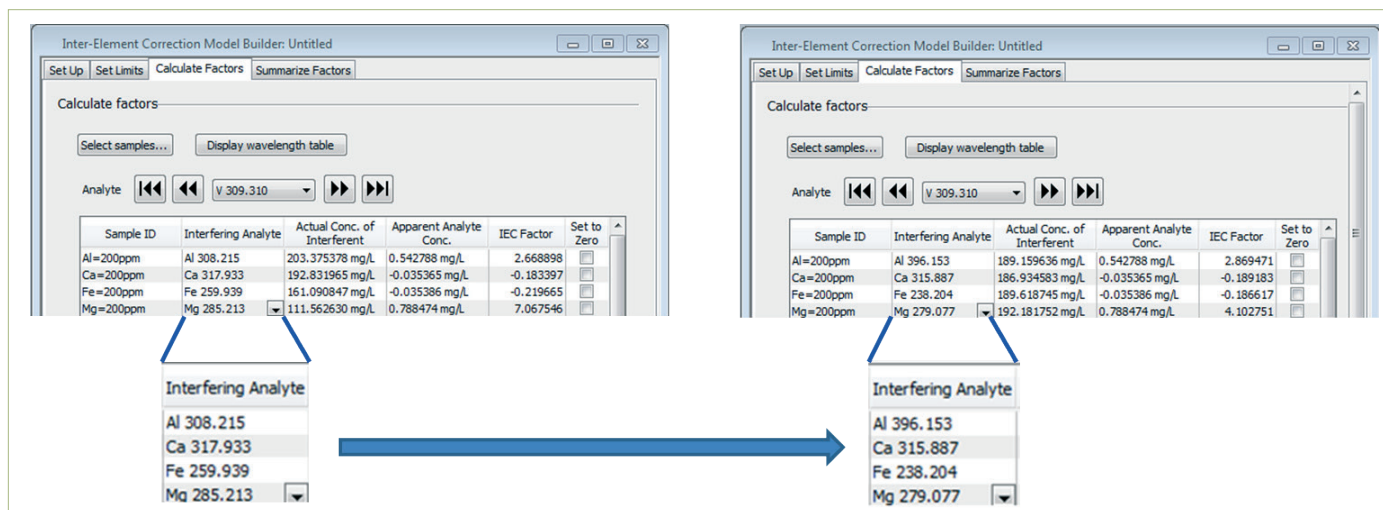 Inter-Element Correction Model Builder: Untitled
Set Up Set Limits Calculate Factors Summarize Factors
Calculate factors
Select samples... Display wavelength table
Analyte V 309.310
Sample ID Interfering Analyte Actual Conc. of Interferent Apparent Analyte Conc. IEC Factor Set to Zero
Al=200ppm Al 308.215 203.375378 mg/L 0.542788 mg/L 2.668898
Ca=200ppm Ca 317.933 192.831965 mg/L -0.035365 mg/L -0.183397
Fe=200ppm Fe 259.939 161.090847 mg/L -0.035386 mg/L -0.219665
Mg=200ppm Mg 285.213 111.562630 mg/L 0.788474 mg/L 7.067546
Interfering Analyte
Al 308.215
Ca 317.933
Fe 259.939
Mg 285.213
Inter-Element Correction Model Builder: Untitled
Set Up Set Limits Calculate Factors Summarize Factors
Calculate factors
Select samples... Display wavelength table
Analyte V 309.310
Sample ID Interfering Analyte Actual Conc. of Interferent Apparent Analyte Conc. IEC Factor Set to Zero
Al=200ppm Al 396.153 189.159636 mg/L 0.542788 mg/L 2.869471
Ca=200ppm Ca 315.887 186.934583 mg/L -0.035365 mg/L -0.189183
Fe=200ppm Fe 238.204 189.618745 mg/L -0.035386 mg/L -0.186617
Mg=200ppm Mg 279.077 192.181752 mg/L 0.788474 mg/L 4.102751
Interfering Analyte
Al 396.153
Ca 315.887
Fe 238.204
Mg 279.077